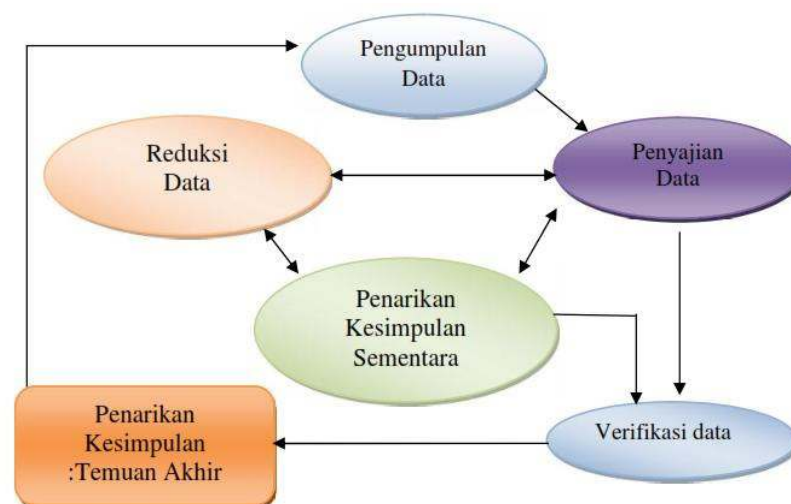 Pengumpulan
Data
Reduksi
Data
Penyajian
Data
Penarikan
Kesimpulan
Sementara
Penarikan
Kesimpulan
:Temuan Akhir
Verifikasi data